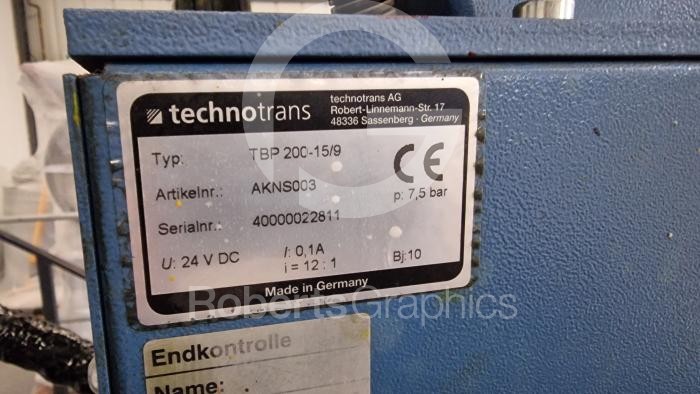 technotrans
technotrans AG
Robert-Linnemann-Str. 17
48336 Sassenberg · Germany
Typ: TBP 200-15/9
Artikelnr.: AKNS003
CE
p: 7,5 bar
Serialnr.: 40000022811
U: 24 V DC I: 0,1A Bj:10
i = 12 : 1
Made in Germany
RobertsGraphics
Endkontrolle
Name: